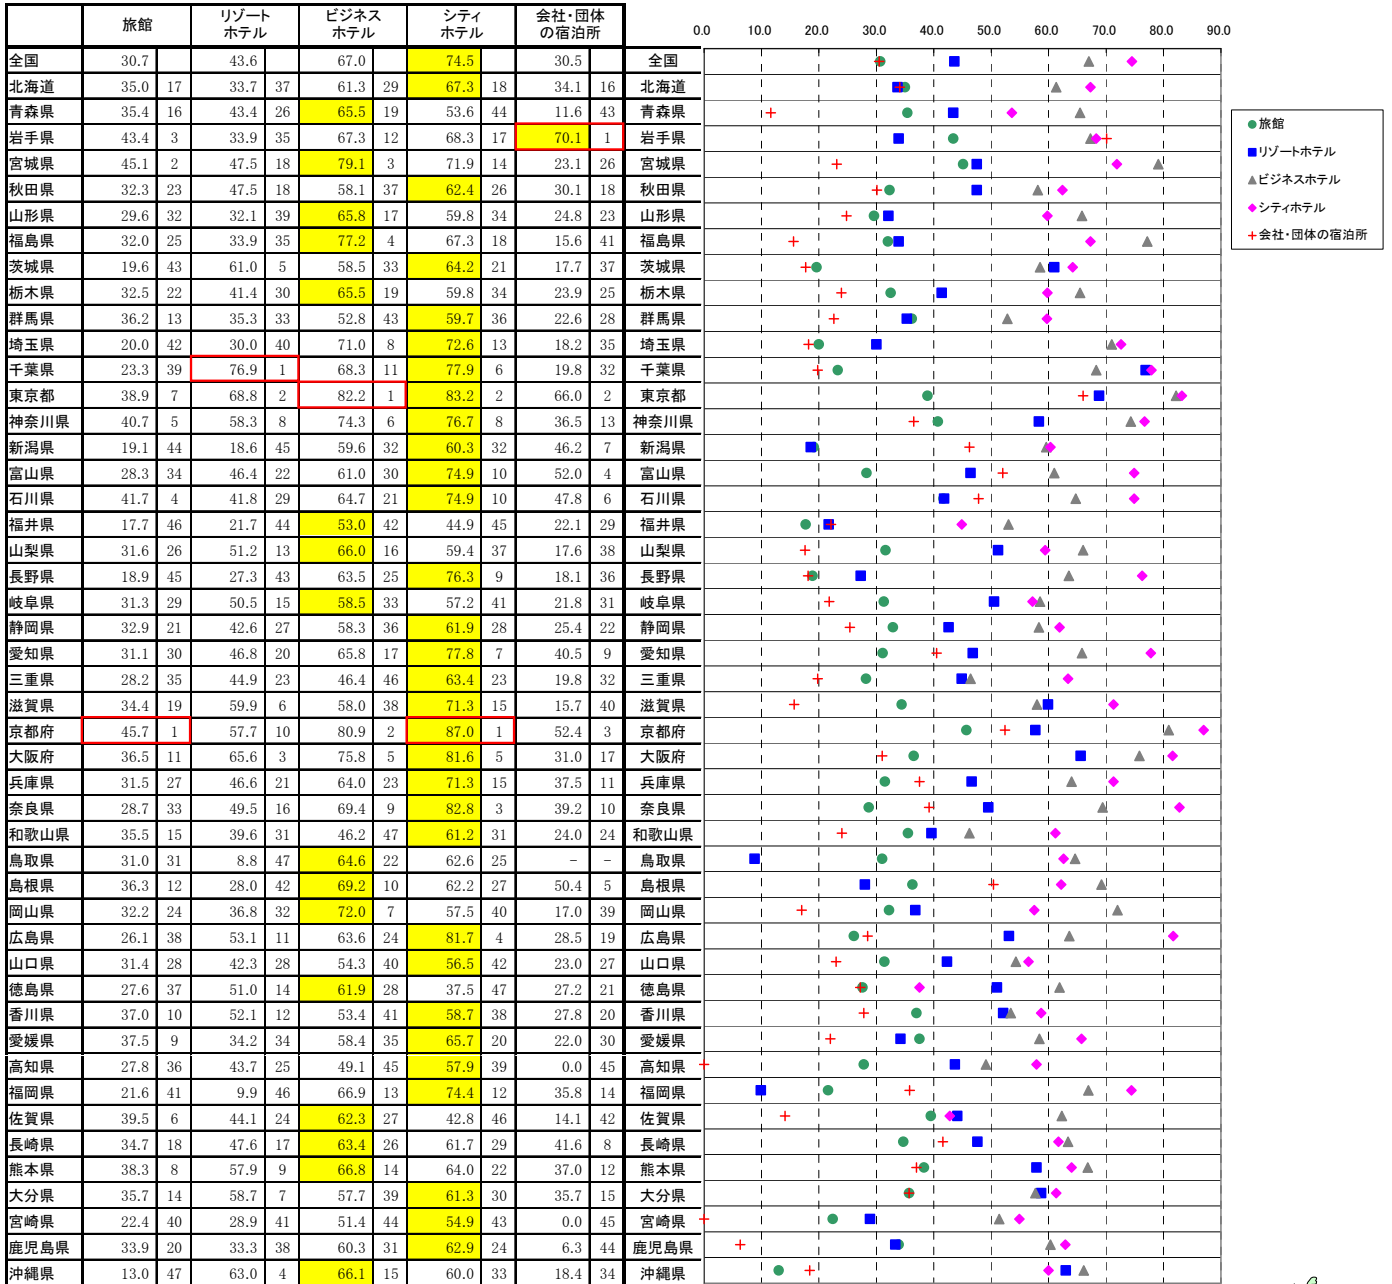 旅館 リゾートホテル ビジネスホテル シティホテル 会社・団体の宿泊所
0.0 10.0 20.0 30.0 40.0 50.0 60.0 70.0 80.0 90.0
全国 30.7 43.6 67.0 74.5 30.5 全国
北海道 35.0 17 33.7 37 61.3 29 67.3 18 34.1 16 北海道
青森県 35.4 16 43.4 26 65.5 19 53.6 44 11.6 43 青森県
岩手県 43.4 3 33.9 35 67.3 12 68.3 17 70.1 1 岩手県
宮城県 45.1 2 47.5 18 79.1 3 71.9 14 23.1 26 宮城県
秋田県 32.3 23 47.5 18 58.1 37 62.4 26 30.1 18 秋田県
山形県 29.6 32 32.1 39 65.8 17 59.8 34 24.8 23 山形県
福島県 32.0 25 33.9 35 77.2 4 67.3 18 15.6 41 福島県
茨城県 19.6 43 61.0 5 58.5 33 64.2 21 17.7 37 茨城県
栃木県 32.5 22 41.4 30 65.5 19 59.8 34 23.9 25 栃木県
群馬県 36.2 13 35.3 33 52.8 43 59.7 36 22.6 28 群馬県
埼玉県 20.0 42 30.0 40 71.0 8 72.6 13 18.2 35 埼玉県
千葉県 23.3 39 76.9 1 68.3 11 77.9 6 19.8 32 千葉県
東京都 38.9 7 68.8 2 82.2 1 83.2 2 66.0 2 東京都
神奈川県 40.7 5 58.3 8 74.3 6 76.7 8 36.5 13 神奈川県
新潟県 19.1 44 18.6 45 59.6 32 60.3 32 46.2 7 新潟県
富山県 28.3 34 46.4 22 61.0 30 74.9 10 52.0 4 富山県
石川県 41.7 4 41.8 29 64.7 21 74.9 10 47.8 6 石川県
福井県 17.7 46 21.7 44 53.0 42 44.9 45 22.1 29 福井県
山梨県 31.6 26 51.2 13 66.0 16 59.4 37 17.6 38 山梨県
長野県 18.9 45 27.3 43 63.5 25 76.3 9 18.1 36 長野県
岐阜県 31.3 29 50.5 15 58.5 33 57.2 41 21.8 31 岐阜県
静岡県 32.9 21 42.6 27 58.3 36 61.9 28 25.4 22 静岡県
愛知県 31.1 30 46.8 20 65.8 17 77.8 7 40.5 9 愛知県
三重県 28.2 35 44.9 23 46.4 46 63.4 23 19.8 32 三重県
滋賀県 34.4 19 59.9 6 58.0 38 71.3 15 15.7 40 滋賀県
京都府 45.7 1 57.7 10 80.9 2 87.0 1 52.4 3 京都府
大阪府 36.5 11 65.6 3 75.8 5 81.6 5 31.0 17 大阪府
兵庫県 31.5 27 46.6 21 64.0 23 71.3 15 37.5 11 兵庫県
奈良県 28.7 33 49.5 16 69.4 9 82.8 3 39.2 10 奈良県
和歌山県 35.5 15 39.6 31 46.2 47 61.2 31 24.0 24 和歌山県
鳥取県 31.0 31 8.8 47 64.6 22 62.6 25 － － 鳥取県
島根県 36.3 12 28.0 42 69.2 10 62.2 27 50.4 5 島根県
岡山県 32.2 24 36.8 32 72.0 7 57.5 40 17.0 39 岡山県
広島県 26.1 38 53.1 11 63.6 24 81.7 4 28.5 19 広島県
山口県 31.4 28 42.3 28 54.3 40 56.5 42 23.0 27 山口県
徳島県 27.6 37 51.0 14 61.9 28 37.5 47 27.2 21 徳島県
香川県 37.0 10 52.1 12 53.4 41 58.7 38 27.8 20 香川県
愛媛県 37.5 9 34.2 34 58.4 35 65.7 20 22.0 30 愛媛県
高知県 27.8 36 43.7 25 49.1 45 57.9 39 0.0 45 高知県
福岡県 21.6 41 9.9 46 66.9 13 74.4 12 35.8 14 福岡県
佐賀県 39.5 6 44.1 24 62.3 27 42.8 46 14.1 42 佐賀県
長崎県 34.7 18 47.6 17 63.4 26 61.7 29 41.6 8 長崎県
熊本県 38.3 8 57.9 9 66.8 14 64.0 22 37.0 12 熊本県
大分県 35.7 14 58.7 7 57.7 39 61.3 30 35.7 15 大分県
宮崎県 22.4 40 28.9 41 51.4 44 54.9 43 0.0 45 宮崎県
鹿児島県 33.9 20 33.3 38 60.3 31 62.9 24 6.3 44 鹿児島県
沖縄県 13.0 47 63.0 4 66.1 15 60.0 33 18.4 34 沖縄県
旅館
リゾートホテル
ビジネスホテル
シティホテル
会社・団体の宿泊所